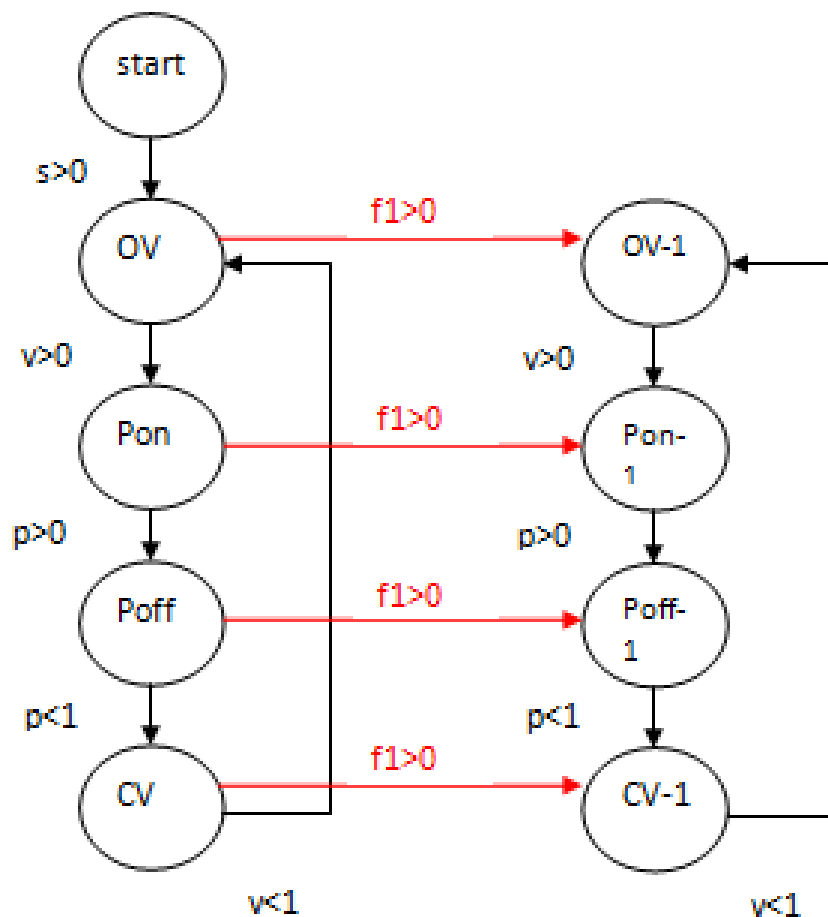 start
s>0
f1>0
OV
OV-1
v>0
v>0
f1>0
Pon
Pon-
1
p>0
p>0
f1>0
Poff
Poff-
1
p<1
p<1
f1>0
CV
CV-1
v<1
v<1